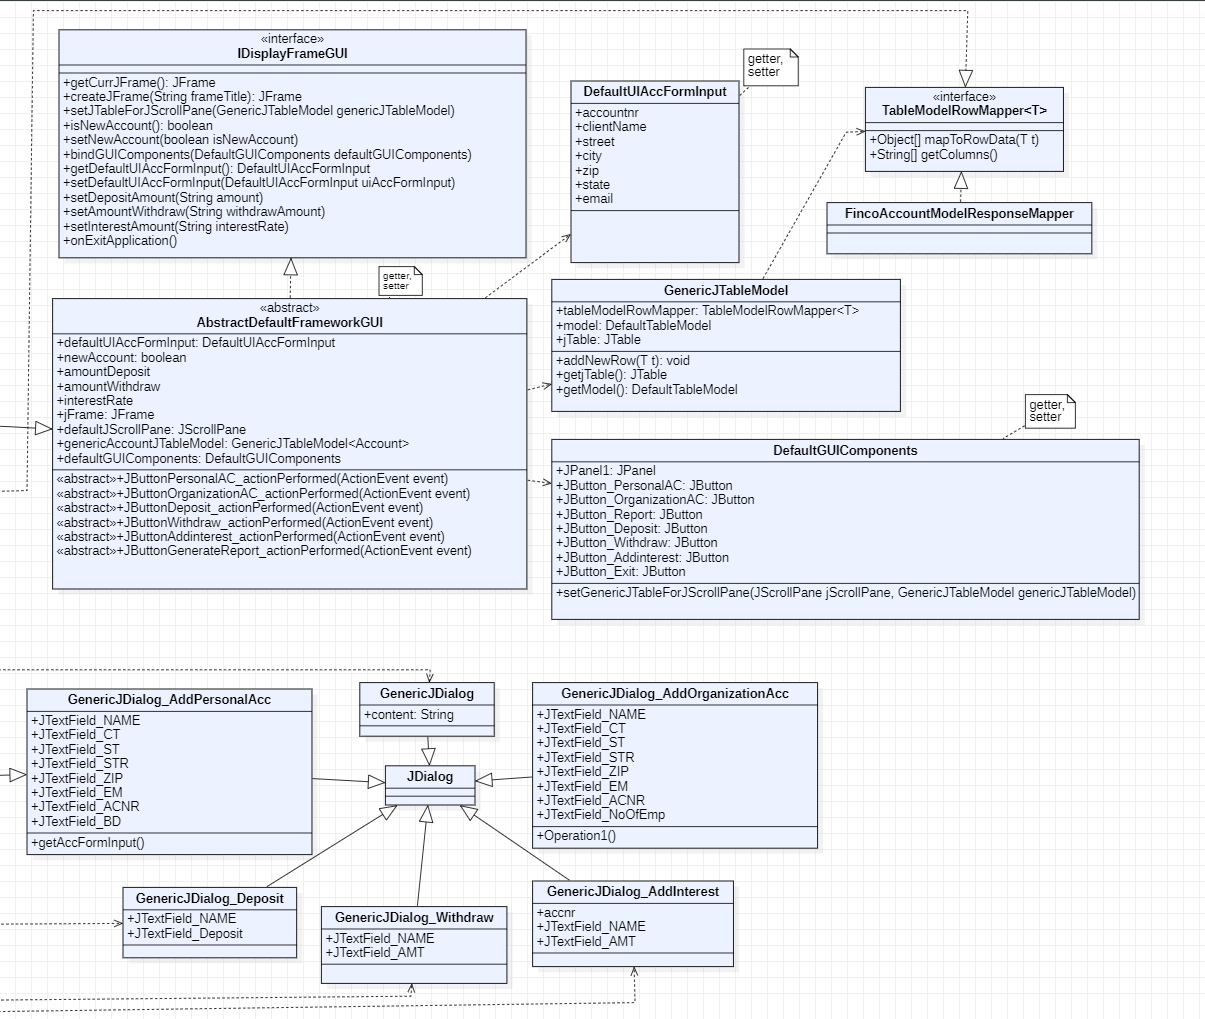 «interface»
IDisplayFrameGUI
+getCurrJFrame(): JFrame
+createJFrame(String frameTitle): JFrame
+setJTableForJScrollPane(GenericJTableModel genericJTableModel)
+isNewAccount(): boolean
+setNewAccount(boolean isNewAccount)
+bindGUIComponents(DefaultGUIComponents defaultGUIComponents)
+getDefaultUIAccFormInput(): DefaultUIAccFormInput
+setDefaultUIAccFormInput(DefaultUIAccFormInput uiAccFormInput)
+setDepositAmount(String amount)
+setAmountWithdraw(String withdrawAmount)
+setInterestAmount(String interestRate)
+onExitApplication()
DefaultUIAccFormInput
+accountnr
+clientName
+street
+city
+zip
+state
+email
getter,
setter
«interface»
TableModelRowMapper<T>
+Object[] mapToRowData(T t)
+String[] getColumns()
FincoAccountModelResponseMapper
getter,
setter
«abstract»
AbstractDefaultFrameworkGUI
+defaultUIAccFormInput: DefaultUIAccFormInput
+newAccount: boolean
+amountDeposit
+amountWithdraw
+interestRate
+jFrame: JFrame
+defaultJScrollPane: JScrollPane
+genericAccountJTableModel: GenericJTableModel<Account>
+defaultGUIComponents: DefaultGUIComponents
«abstract»+JButtonPersonalAC_actionPerformed(ActionEvent event)
«abstract»+JButtonOrganizationAC_actionPerformed(ActionEvent event)
«abstract»+JButtonDeposit_actionPerformed(ActionEvent event)
«abstract»+JButtonWithdraw_actionPerformed(ActionEvent event)
«abstract»+JButtonAddinterest_actionPerformed(ActionEvent event)
«abstract»+JButtonGenerateReport_actionPerformed(ActionEvent event)
GenericJTableModel
+tableModelRowMapper: TableModelRowMapper<T>
+model: DefaultTableModel
+jTable: JTable
+addNewRow(T t): void
+getjTable(): JTable
+getModel(): DefaultTableModel
getter,
setter
DefaultGUIComponents
+JPanel1: JPanel
+JButton_PersonalAC: JButton
+JButton_OrganizationAC: JButton
+JButton_Report: JButton
+JButton_Deposit: JButton
+JButton_Withdraw: JButton
+JButton_Addinterest: JButton
+JButton_Exit: JButton
+setGenericJTableForJScrollPane(JScrollPane jScrollPane, GenericJTableModel genericJTableModel)
GenericJDialog_AddPersonalAcc
+JTextField_NAME
+JTextField_CT
+JTextField_ST
+JTextField_STR
+JTextField_ZIP
+JTextField_EM
+JTextField_ACNR
+JTextField_BD
+getAccFormInput()
GenericJDialog
+content: String
JDialog
GenericJDialog_AddOrganizationAcc
+JTextField_NAME
+JTextField_CT
+JTextField_ST
+JTextField_STR
+JTextField_ZIP
+JTextField_EM
+JTextField_ACNR
+JTextField_NoOfEmp
+Operation1()
GenericJDialog_Deposit
+JTextField_NAME
+JTextField_Deposit
GenericJDialog_Withdraw
+JTextField_NAME
+JTextField_AMT
GenericJDialog_AddInterest
+accnr
+JTextField_NAME
+JTextField_AMT